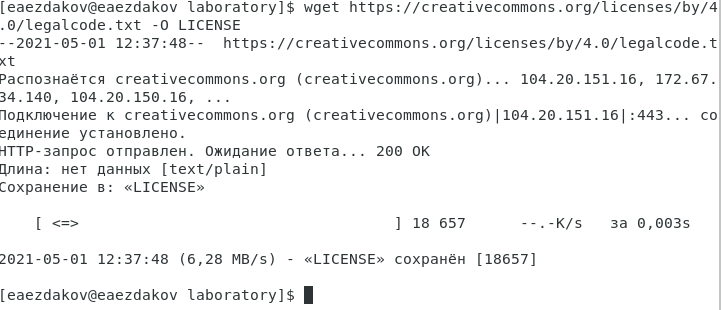 [eaezdakov@eaezdakov laboratory]$ wget https://creativecommons.org/licenses/by/4
.0/legalcode.txt -O LICENSE
--2021-05-01 12:37:48--  https://creativecommons.org/licenses/by/4.0/legalcode.t
xt
Распознаётся creativecommons.org (creativecommons.org)... 104.20.151.16, 172.67.
34.140, 104.20.150.16, ...
Подключение к creativecommons.org (creativecommons.org)|104.20.151.16|:443... со
единение установлено.
HTTP-запрос отправлен. Ожидание ответа... 200 OK
Длина: нет данных [text/plain]
Сохранение в: «LICENSE»
    [ <=>                                   ] 18 657      --.-K/s   за 0,003s
2021-05-01 12:37:48 (6,28 MB/s) - «LICENSE» сохранён [18657]
[eaezdakov@eaezdakov laboratory]$